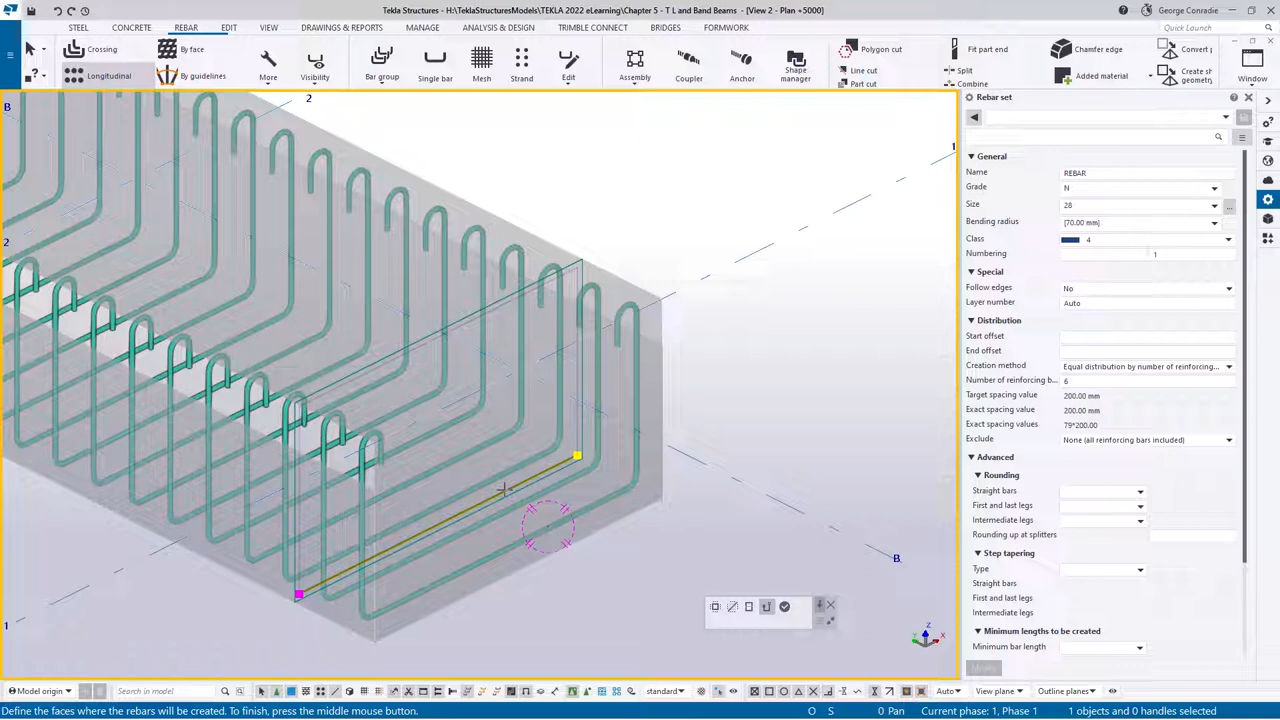 Tekla Structures - H:\TeklaStructuresModels\TEKLA 2022 eLearning\Chapter 5 - T L and Band Beams - [View 2 - Plan +5000]
George Conradie
STEEL CONCRETE REBAR EDIT VIEW DRAWINGS & REPORTS MANAGE ANALYSIS & DESIGN TRIMBLE CONNECT BRIDGES FORMWORK
Quick Launch
Crossing
Longitudinal
By face
By guidelines
More
Visibility
Bar group
Single bar
Mesh
Strand
Edit
Assembly
Coupler
Anchor
Shape manager
Polygon cut
Line cut
Part cut
Fit part end
Split
Combine
Chamfer edge
Added material
Convert
Create sh
geometry
Window
B
2
2
1
1
B
Z
X
Rebar set
General
Name REBAR
Grade N
Size 28
Bending radius [70.00 mm]
Class 4
Numbering 1
Special
Follow edges No
Layer number Auto
Distribution
Start offset
End offset
Creation method Equal distribution by number of reinforcing...
Number of reinforcing b... 6
Target spacing value 200.00 mm
Exact spacing value 200.00 mm
Exact spacing values 79*200.00
Exclude None (all reinforcing bars included)
Advanced
Rounding
Straight bars
First and last legs
Intermediate legs
Rounding up at splitters
Step tapering
Type
Straight bars
First and last legs
Intermediate legs
Minimum lengths to be created
Minimum bar length
Modify
Model origin
Search in model
standard
Auto
View plane
Outline planes
Define the faces where the rebars will be created. To finish, press the middle mouse button.
O S 0 Pan Current phase: 1, Phase 1 1 objects and 0 handles selected